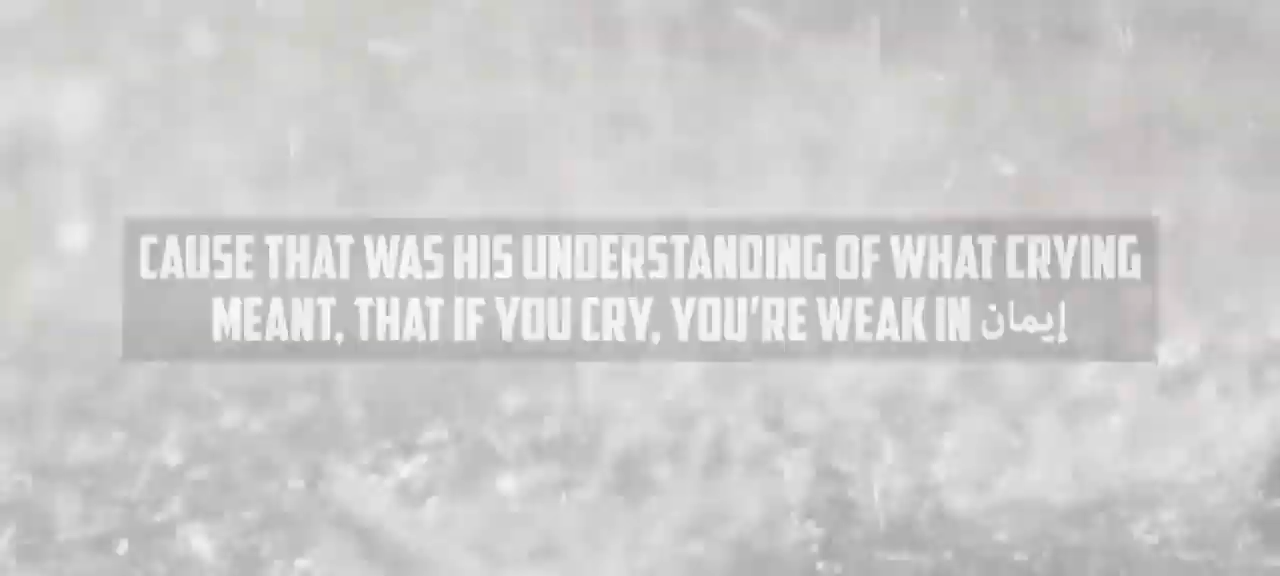 CAUSE THAT WAS HIS UNDERSTANDING OF WHAT CRYING
MEANT, THAT IF YOU CRY, YOU'RE WEAK IN إيمان